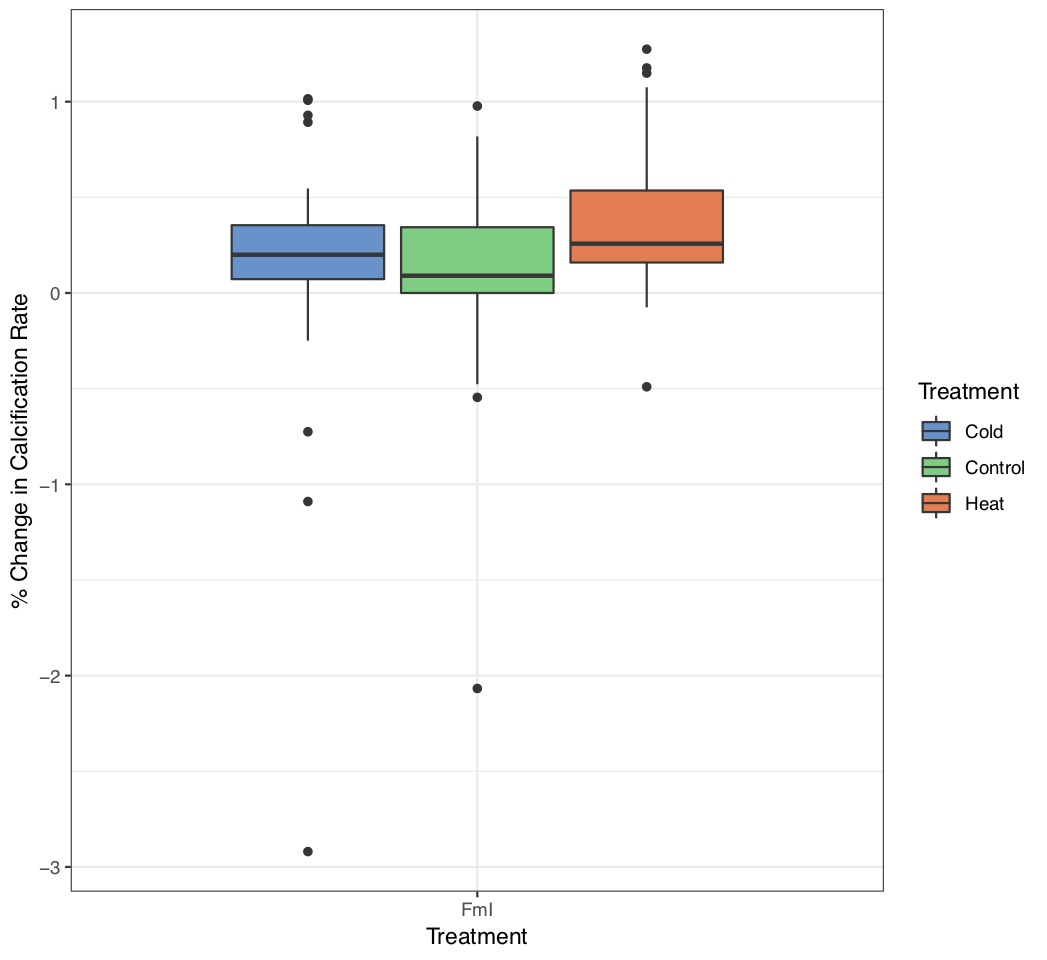 % Change in Calcification Rate
1
0
−1
−2
−3
FmI
Treatment
Treatment
Cold
Control
Heat